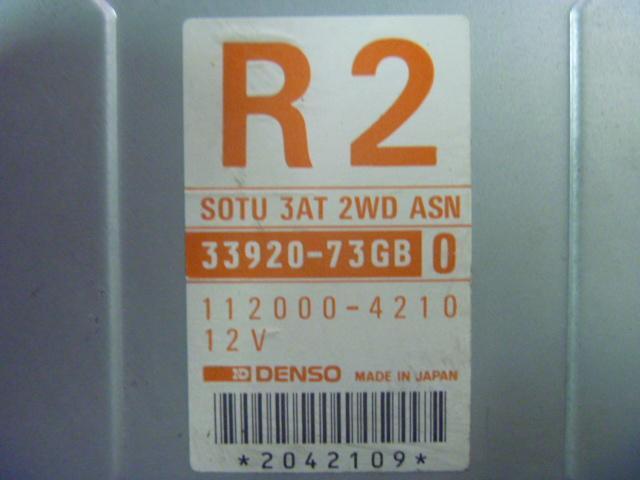 R2
SOTU 3AT 2WD ASN
33920-73GB 0
112000-4210
12V
DENSO MADE IN JAPAN
*2042109*